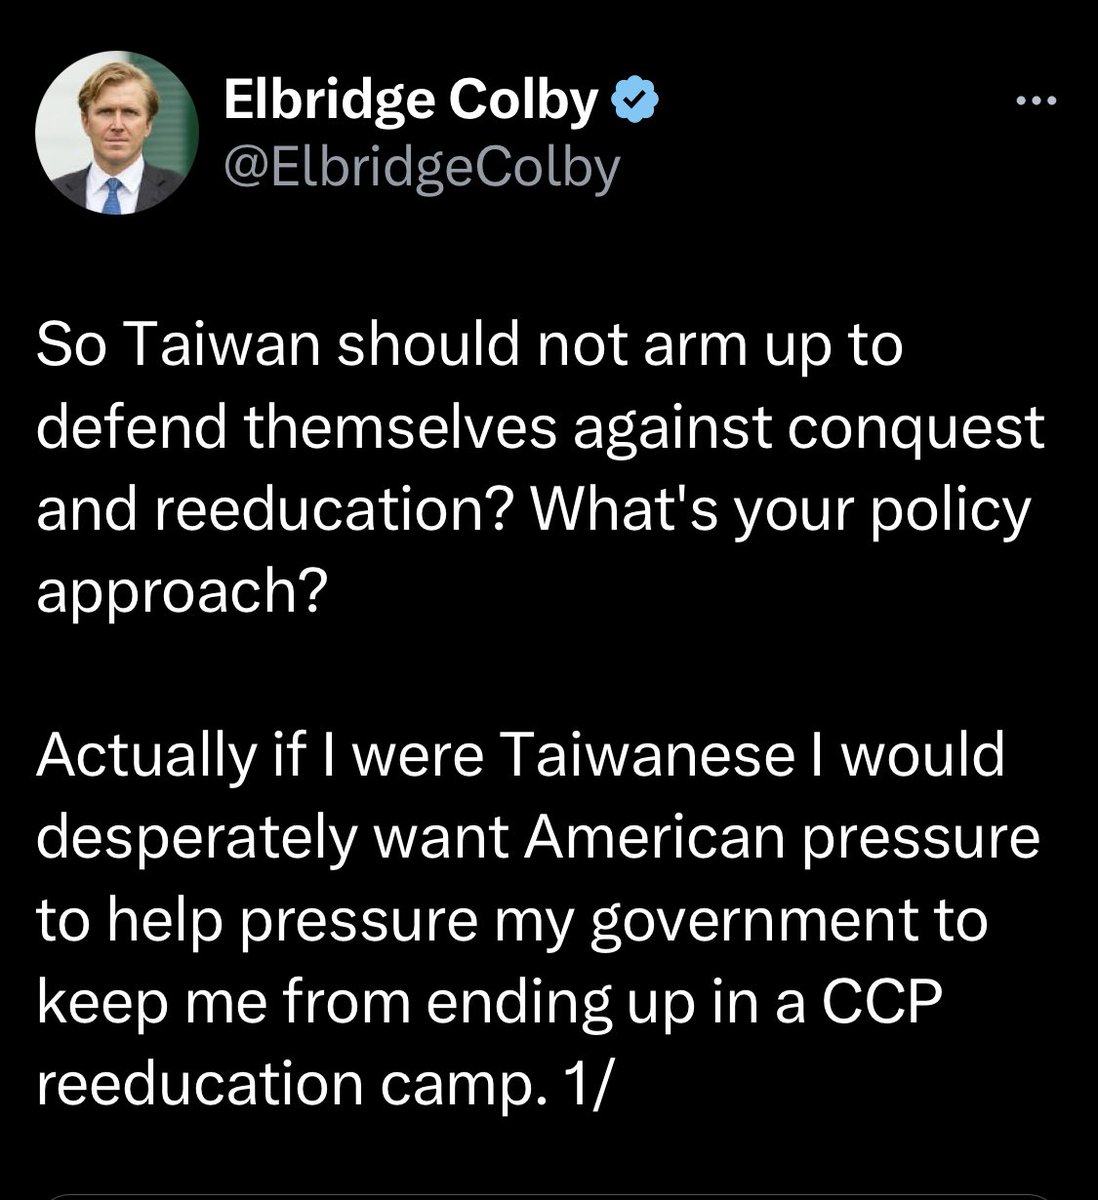 Elbridge Colby
@ElbridgeColby
So Taiwan should not arm up to
defend themselves against conquest
and reeducation? What's your policy
approach?
Actually if I were Taiwanese I would
desperately want American pressure
to help pressure my government to
keep me from ending up in a CCP
reeducation camp. 1/